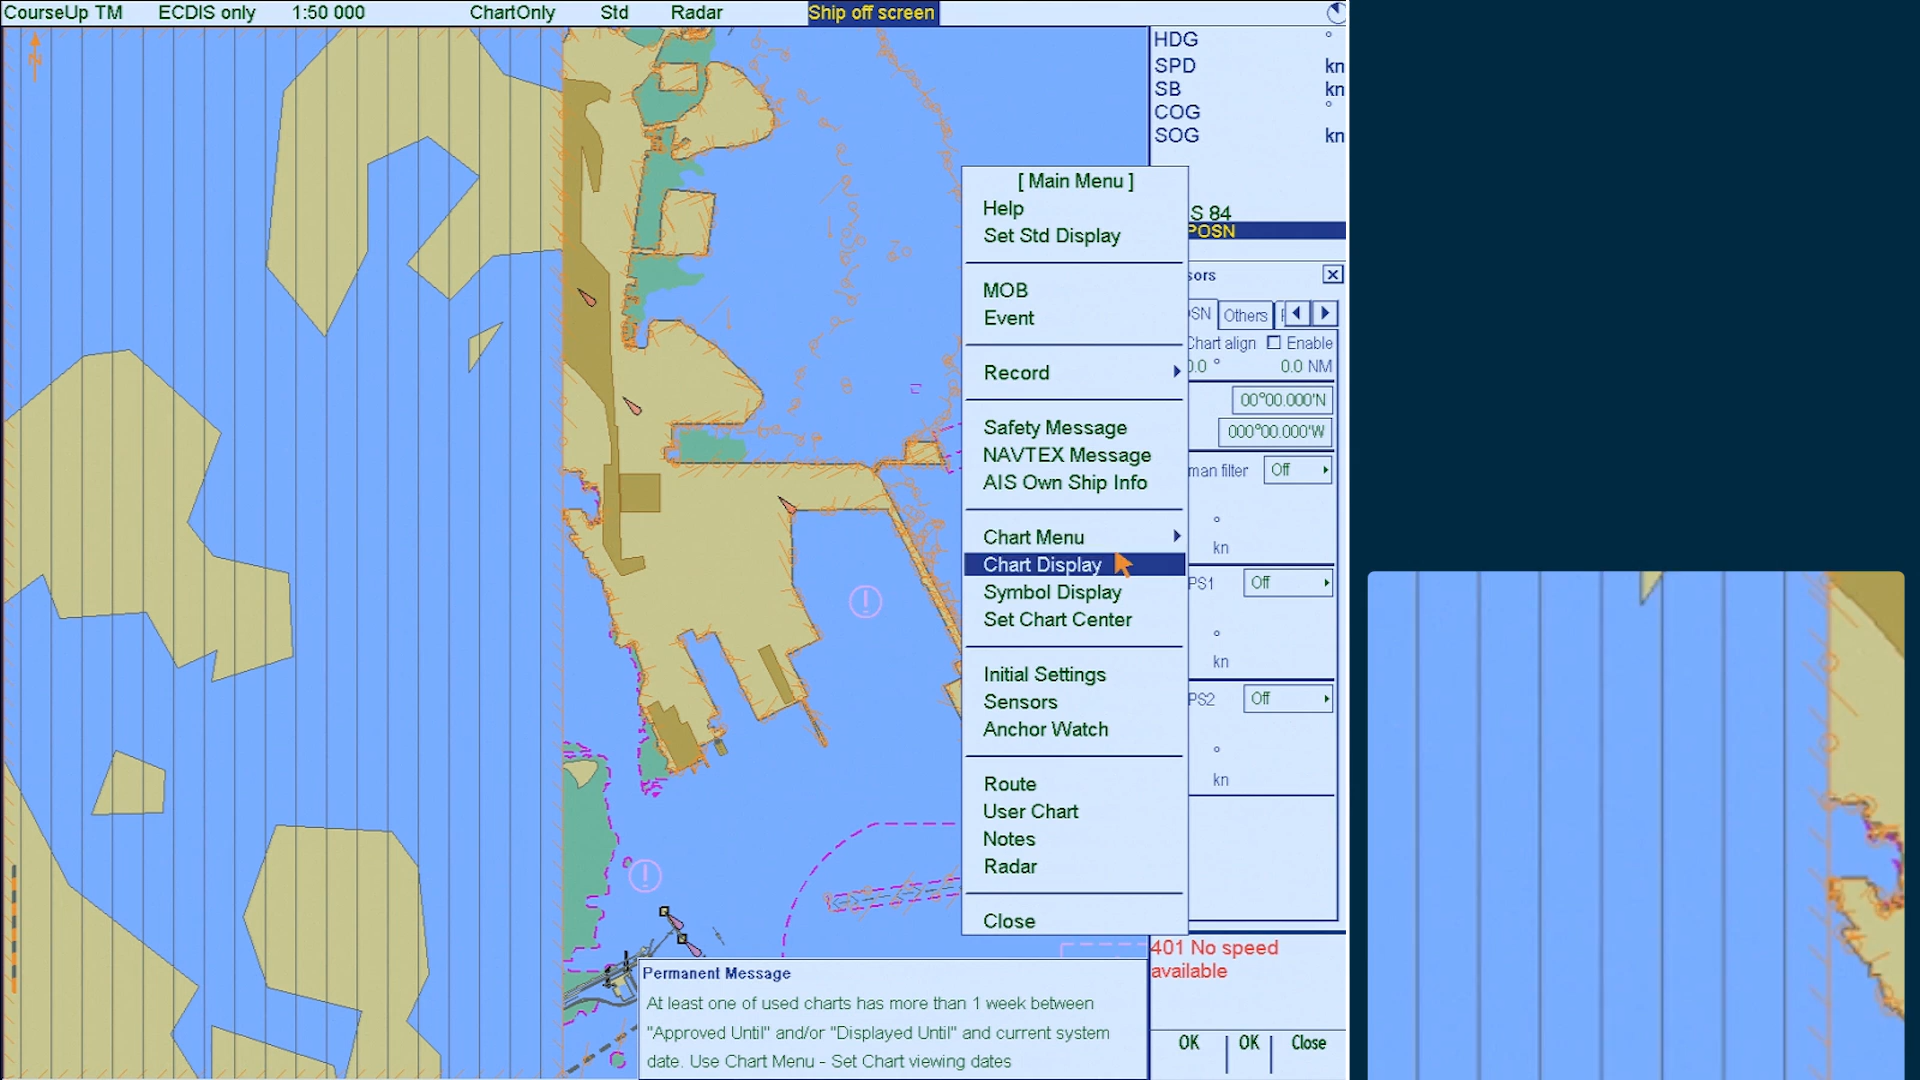 CourseUp TM ECDIS only 1:50 000 ChartOnly Std Radar Ship off screen
N
HDG °
SPD kn
SB kn
COG °
SOG kn
S 84
POSN
[ Main Menu ]
Help
Set Std Display
MOB
Event
Record
Safety Message
NAVTEX Message
AIS Own Ship Info
Chart Menu
Chart Display
Symbol Display
Set Chart Center
Initial Settings
Sensors
Anchor Watch
Route
User Chart
Notes
Radar
Close
sors
SN Others
Chart align Enable
0.0 ° 0.0 NM
00°00.000'N
000°00.000'W
man filter Off
°
kn
PS1 Off
°
kn
PS2 Off
°
kn
401 No speed
available
Permanent Message
At least one of used charts has more than 1 week between
"Approved Until" and/or "Displayed Until" and current system
date. Use Chart Menu - Set Chart viewing dates
OK OK Close